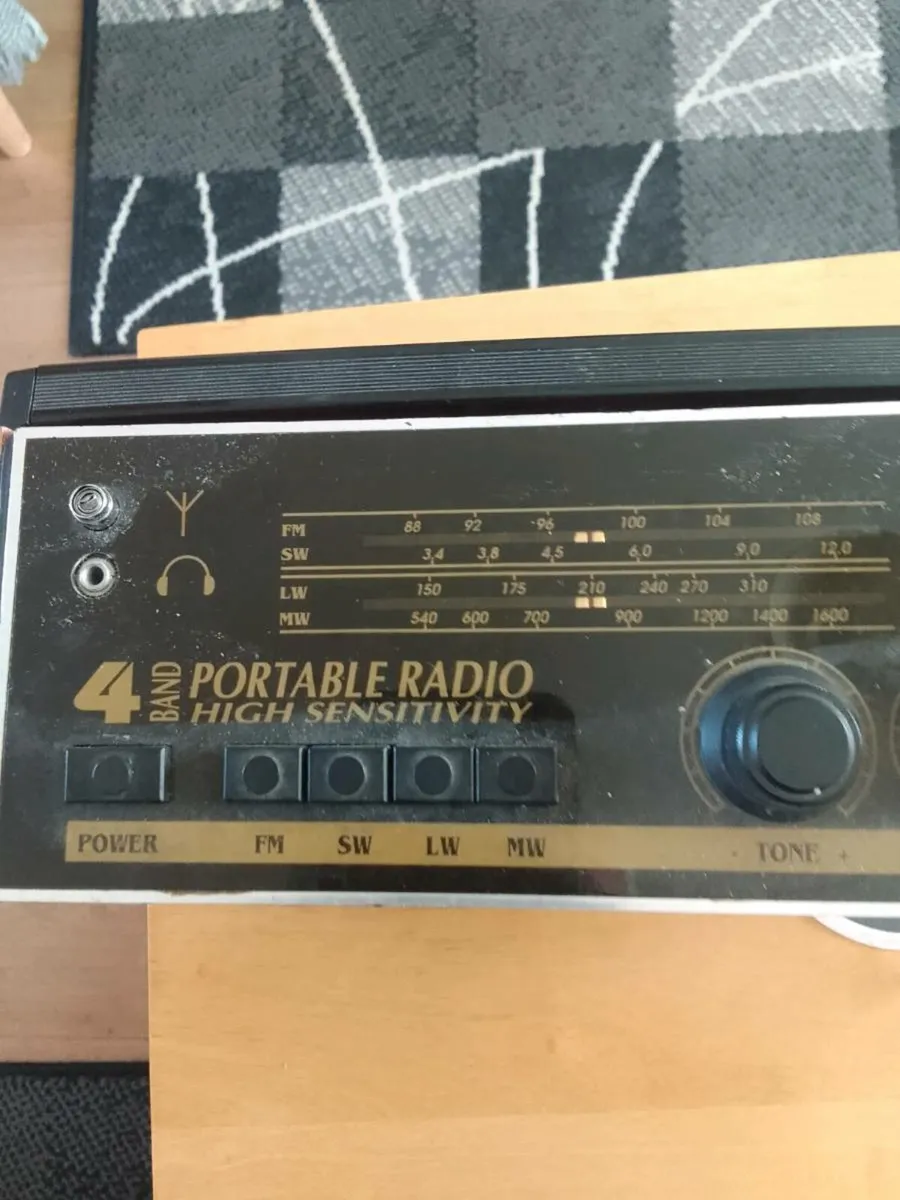 FM 88 92 96 100 104 108
SW 3,4 3,8 4,5 6,0 9,0 12,0
LW 150 175 210 240 270 310
MW 540 600 700 900 1200 1400 1600
4 BAND PORTABLE RADIO
HIGH SENSITIVITY
POWER FM SW LW MW - TONE +